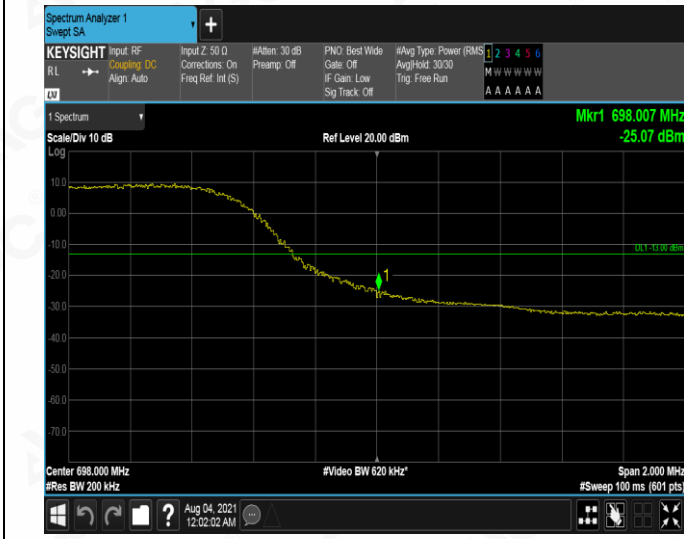 Spectrum Analyzer 1
Swept SA
+
KEYSIGHT Input: RF Input Z: 50 Ω #Atten: 30 dB PNO: Best Wide #Avg Type: Power (RMS 1 2 3 4 5 6
RL Coupling: DC Corrections: On Preamp: Off Gate: Off Avg|Hold: 30/30 M W W W W W
Align: Auto Freq Ref: Int (S) IF Gain: Low Trig: Free Run
Sig Track: Off A A A A A A
LXI
1 Spectrum Mkr1 698.007 MHz
Scale/Div 10 dB Ref Level 20.00 dBm -25.07 dBm
Log
10.0
0.00
-10.0 DL1 -13.00 dBm
-20.0 1
-30.0
-40.0
-50.0
-60.0
-70.0
Center 698.000 MHz #Video BW 620 kHz* Span 2.000 MHz
#Res BW 200 kHz #Sweep 100 ms (601 pts)
? Aug 04, 2021
12:02:02 AM